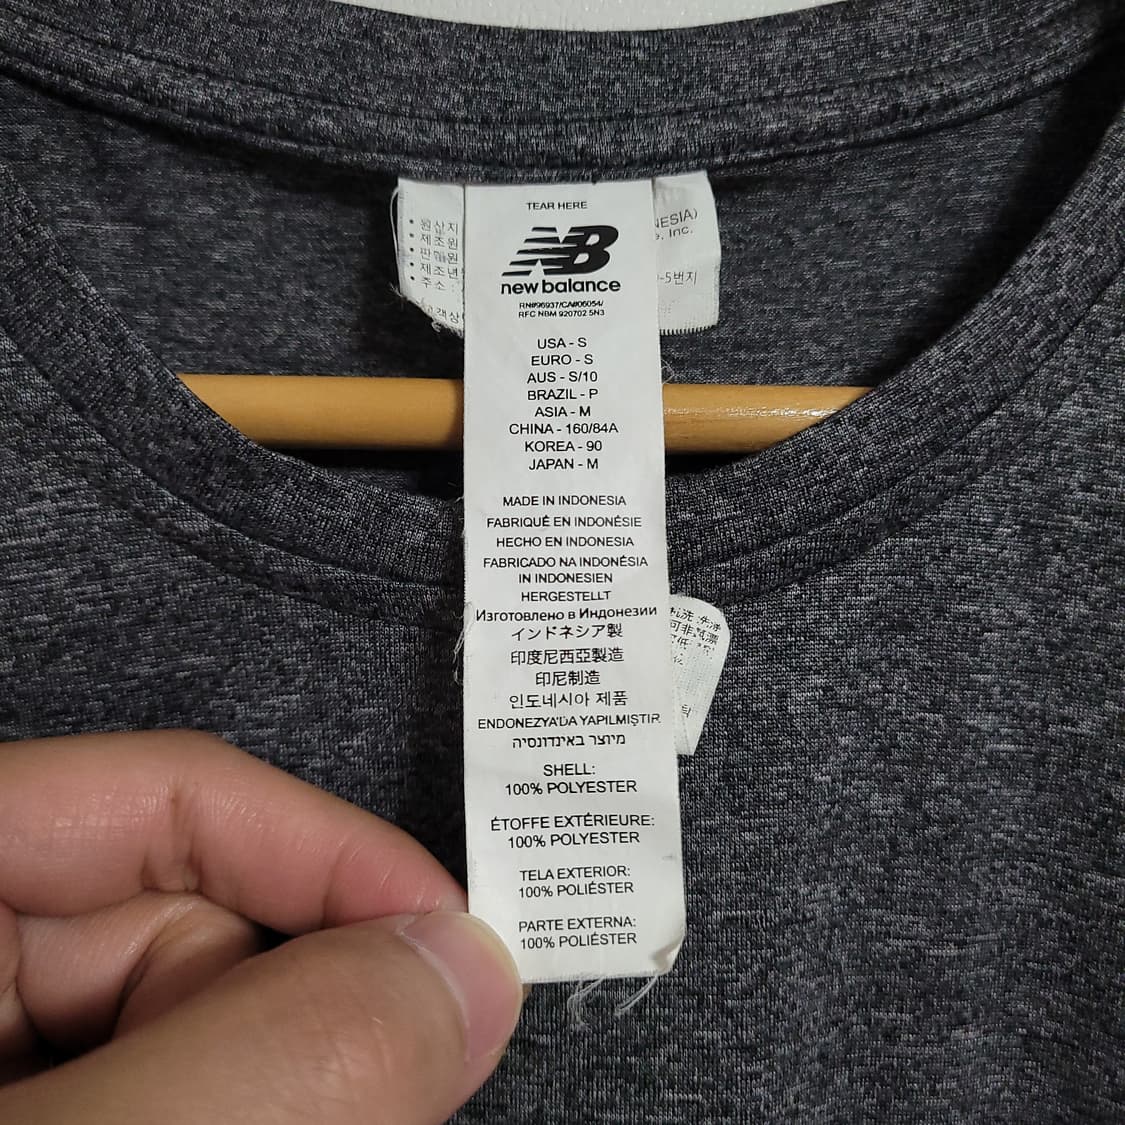 TEAR HERE
NB
new balance
RN#96937/CA#06054/
RFC NBM 920702 5N3
USA - S
EURO - S
AUS - S/10
BRAZIL - P
ASIA - M
CHINA - 160/84A
KOREA - 90
JAPAN - M
MADE IN INDONESIA
FABRIQUÉ EN INDONÉSIE
HECHO EN INDONESIA
FABRICADO NA INDONÉSIA
IN INDONESIEN
HERGESTELLT
Изготовлено в Индонезии
インドネシア製
印度尼西亞製造
印尼制造
인도네시아 제품
ENDONEZYA'DA YAPILMIŞTIR
מיוצר באינדונסיה
SHELL:
100% POLYESTER
ÉTOFFE EXTÉRIEURE:
100% POLYESTER
TELA EXTERIOR:
100% POLIÉSTER
PARTE EXTERNA:
100% POLIÉSTER
• 원산지
• 제조원
• 판매원
• 제조년
• 주소 :
NESIA)
, Inc.
-5번지